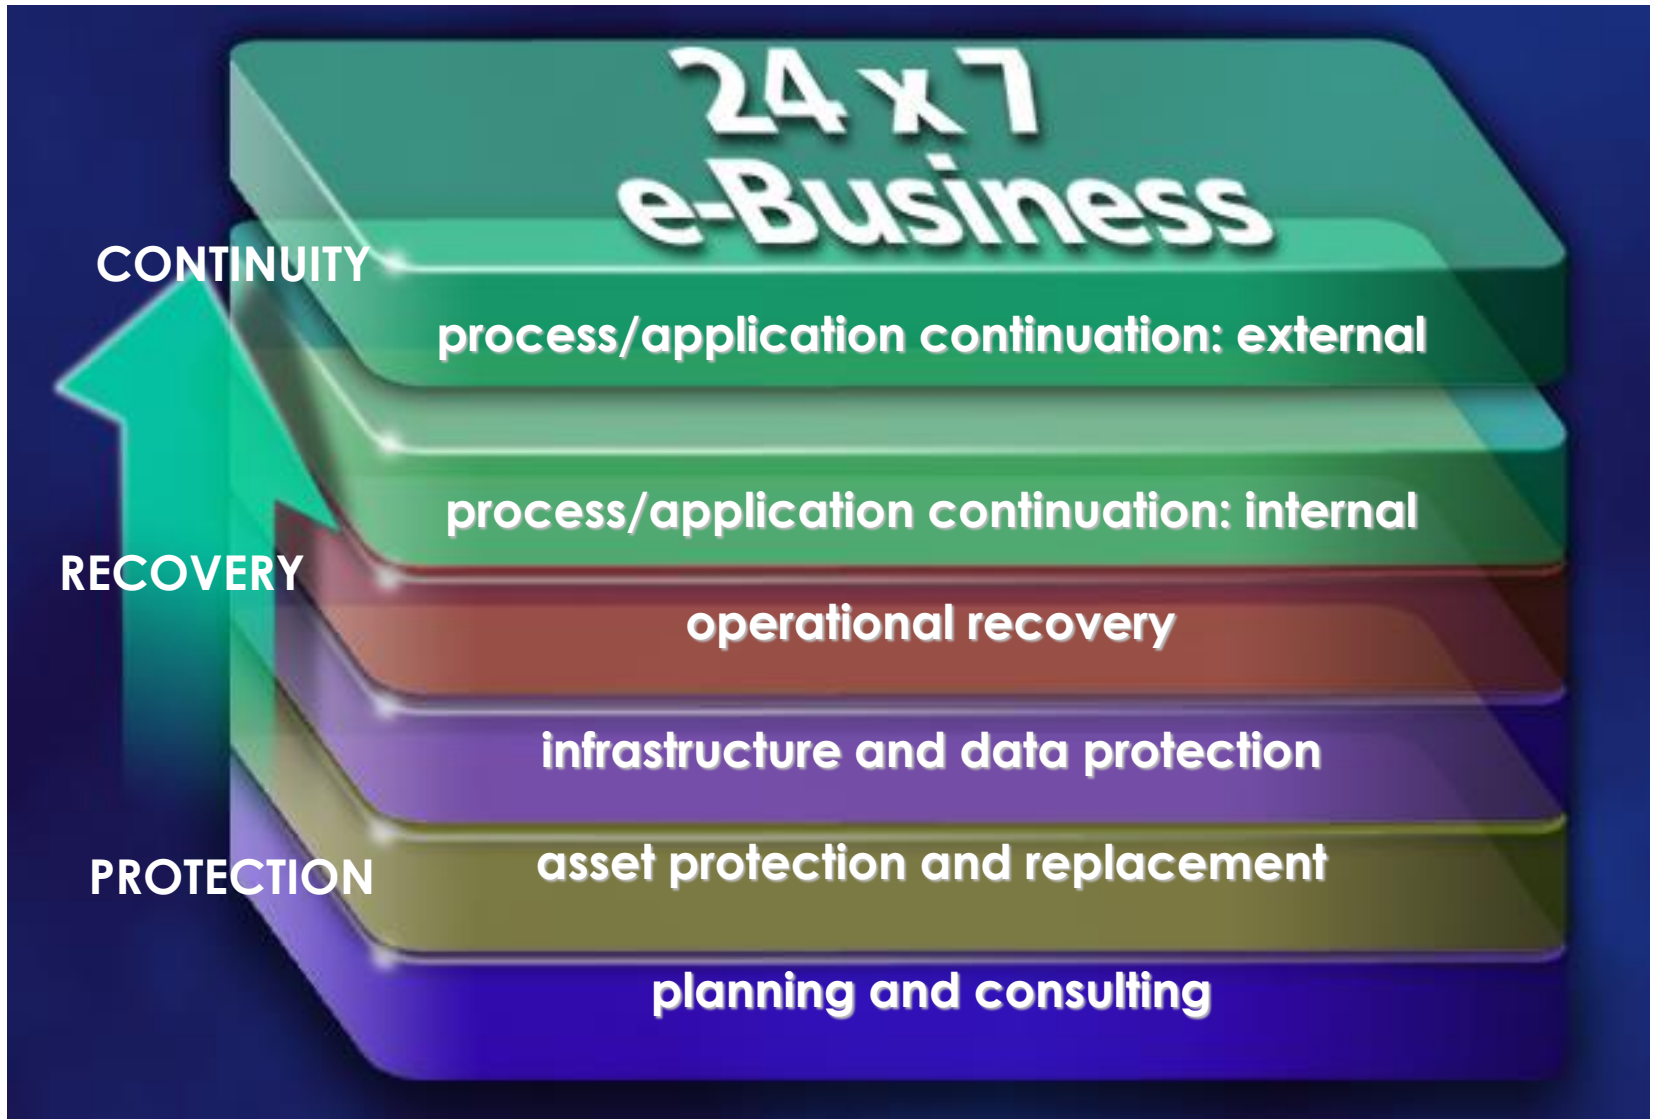 24 x 7
e-Business
CONTINUITY
process/application continuation: external
process/application continuation: internal
RECOVERY
operational recovery
infrastructure and data protection
PROTECTION
asset protection and replacement
planning and consulting